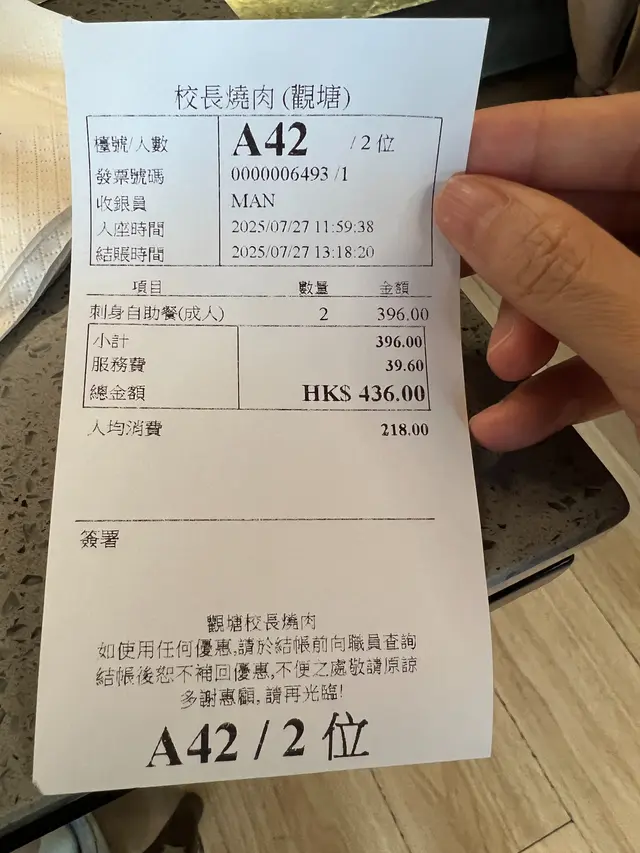 校長燒肉 (觀塘)
檯號/人數 A42 / 2 位
發票號碼 0000006493 /1
收銀員 MAN
入座時間 2025/07/27 11:59:38
結賬時間 2025/07/27 13:18:20
項目 數量 金額
刺身自助餐(成人) 2 396.00
小計 396.00
服務費 39.60
總金額 HK$ 436.00
人均消費 218.00
簽署
觀塘校長燒肉
如使用任何優惠,請於結帳前向職員查詢
結帳後恕不補回優惠,不便之處敬請原諒
多謝惠顧,請再光臨!
A42 / 2 位